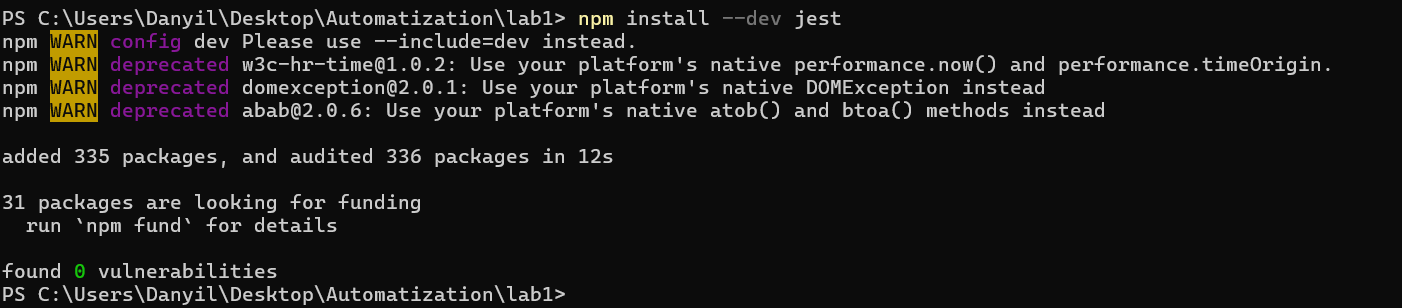 PS C:\Users\Danyil\Desktop\Automatization\lab1> npm install --dev jest
npm WARN config dev Please use --include=dev instead.
npm WARN deprecated w3c-hr-time@1.0.2: Use your platform's native performance.now() and performance.timeOrigin.
npm WARN deprecated domexception@2.0.1: Use your platform's native DOMException instead
npm WARN deprecated abab@2.0.6: Use your platform's native atob() and btoa() methods instead
added 335 packages, and audited 336 packages in 12s
31 packages are looking for funding
  run `npm fund` for details
found 0 vulnerabilities
PS C:\Users\Danyil\Desktop\Automatization\lab1>